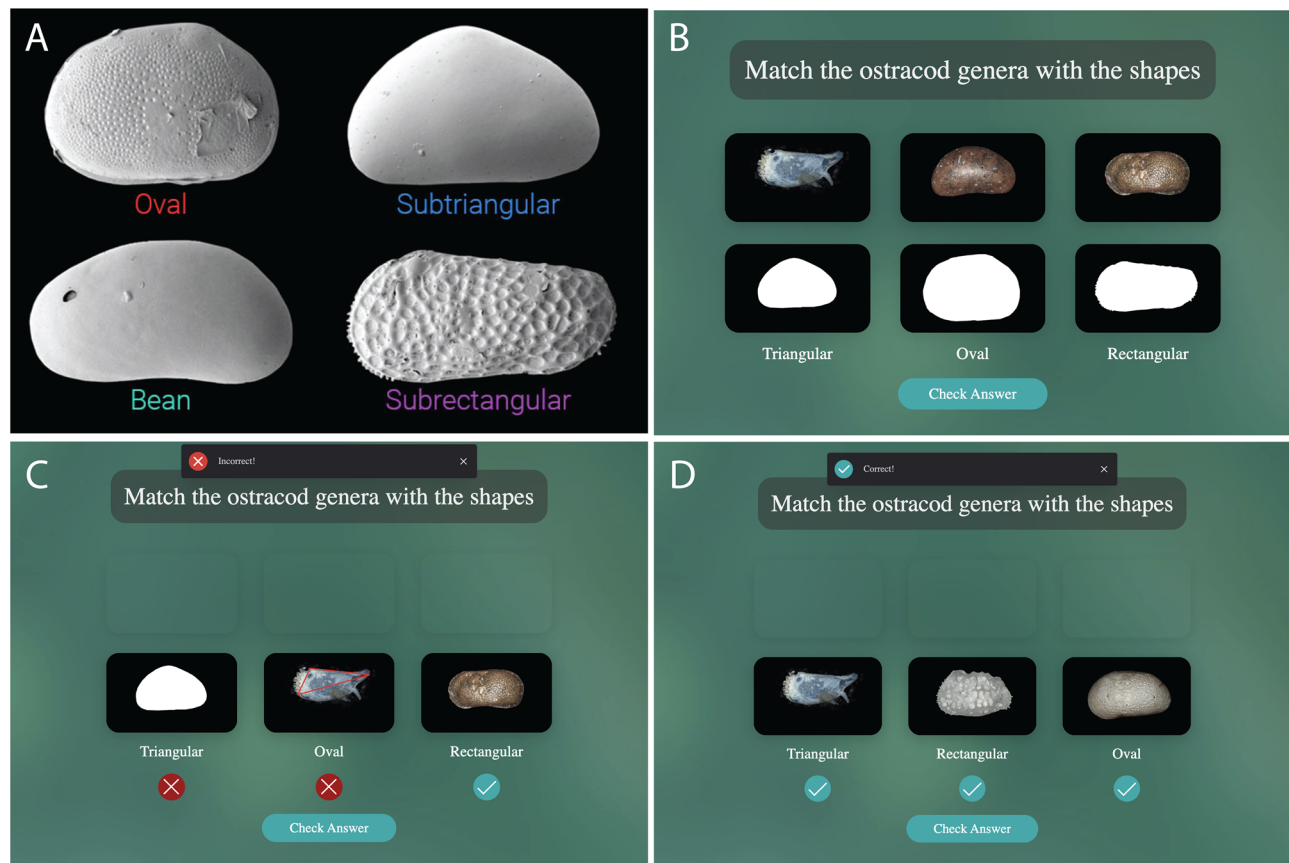 A
Oval
Subtriangular
Bean
Subrectangular
B
Match the ostracod genera with the shapes
Triangular
Oval
Rectangular
Check Answer
C
Incorrect!
Match the ostracod genera with the shapes
Triangular
Oval
Rectangular
Check Answer
D
Correct!
Match the ostracod genera with the shapes
Triangular
Rectangular
Oval
Check Answer